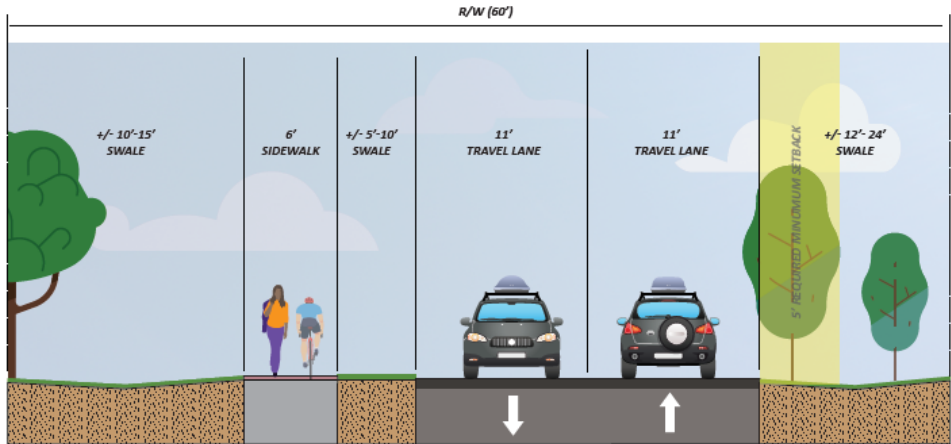 R/W (60')
+/- 10'-15'
SWALE
6'
SIDEWALK
+/- 5'-10'
SWALE
11'
TRAVEL LANE
11'
TRAVEL LANE
5' REQUIRED MINOMUM SETBACK
+/- 12'- 24'
SWALE